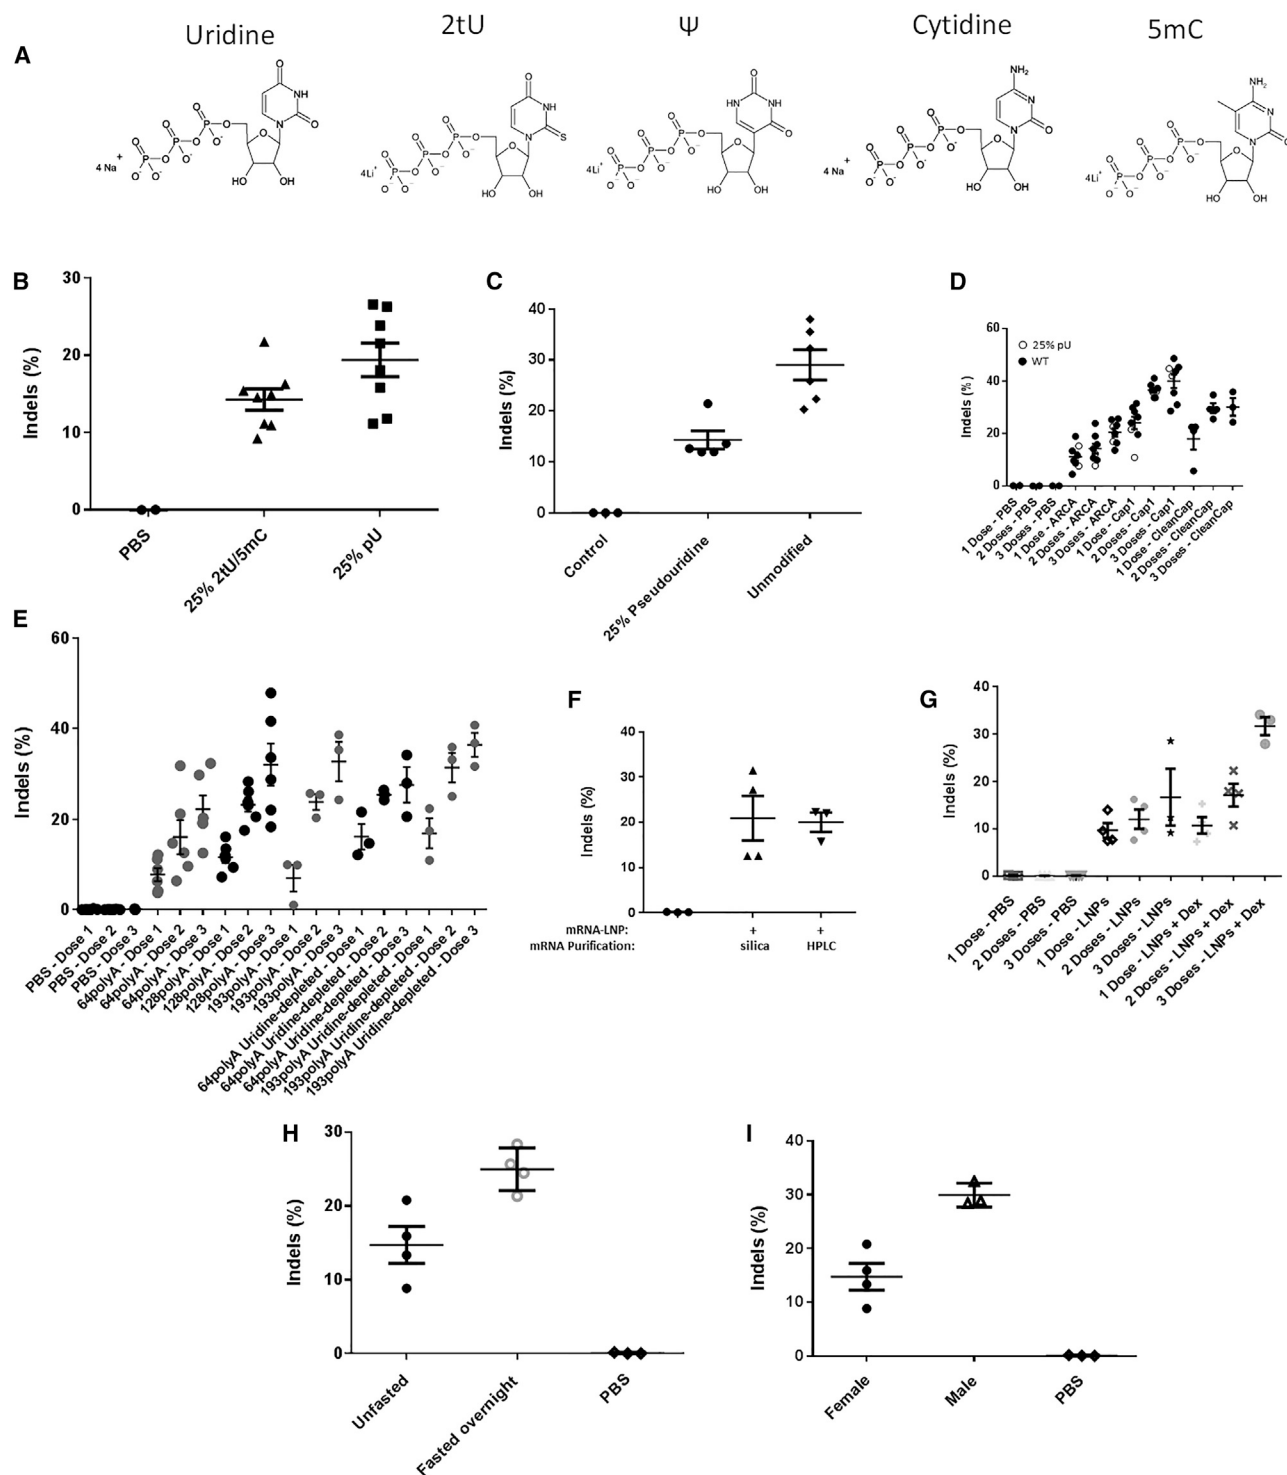 A
Uridine
2tU
Ψ
Cytidine
5mC
4 Na+
4Li+
4Li+
4 Na+
4Li+
B
Indels (%)
30
20
10
0
PBS
25% 2tU/5mC
25% pU
C
Indels (%)
40
30
20
10
0
Control
25% Pseudouridine
Unmodified
D
Indels (%)
60
40
20
0
25% pU
WT
1 Dose - PBS
2 Doses - PBS
3 Doses - PBS
1 Dose - ARCA
2 Doses - ARCA
3 Doses - ARCA
1 Dose - Cap1
2 Doses - Cap1
3 Doses - Cap1
1 Dose - CleanCap
2 Doses - CleanCap
3 Doses - CleanCap
E
Indels (%)
60
40
20
0
PBS - Dose 1
PBS - Dose 2
PBS - Dose 3
64polyA - Dose 1
64polyA - Dose 2
64polyA - Dose 3
128polyA - Dose 1
128polyA - Dose 2
128polyA - Dose 3
193polyA - Dose 1
193polyA - Dose 2
193polyA - Dose 3
64polyA Uridine-depleted - Dose 1
64polyA Uridine-depleted - Dose 2
64polyA Uridine-depleted - Dose 3
193polyA Uridine-depleted - Dose 1
193polyA Uridine-depleted - Dose 2
193polyA Uridine-depleted - Dose 3
F
Indels (%)
40
30
20
10
0
mRNA-LNP: + +
mRNA Purification: silica HPLC
G
Indels (%)
40
30
20
10
0
1 Dose - PBS
2 Doses - PBS
3 Doses - PBS
1 Dose - LNPs
2 Doses - LNPs
3 Doses - LNPs
1 Dose - LNPs + Dex
2 Doses - LNPs + Dex
3 Doses - LNPs + Dex
H
Indels (%)
30
20
10
0
Unfasted
Fasted overnight
PBS
I
Indels (%)
40
30
20
10
0
Female
Male
PBS